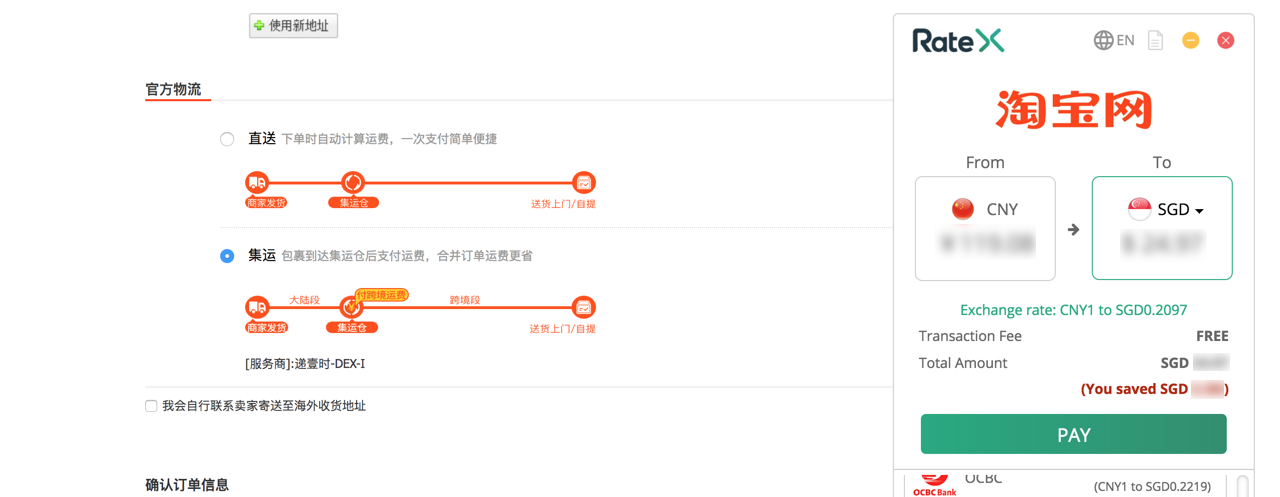 使用新地址
官方物流
直送 下单时自动计算运费，一次支付简单便捷
商家发货 集运仓 送货上门/自提
集运 包裹到达集运仓后支付运费，合并订单运费更省
大陆段 付跨境运费 跨境段
商家发货 集运仓 送货上门/自提
[服务商]:递壹时-DEX-I
我会自行联系卖家寄送至海外收货地址
确认订单信息
RateX EN
淘宝网
From To
CNY SGD
Exchange rate: CNY1 to SGD0.2097
Transaction Fee FREE
Total Amount SGD
(You saved SGD )
PAY
OCBC
OCBC Bank (CNY1 to SGD0.2219)